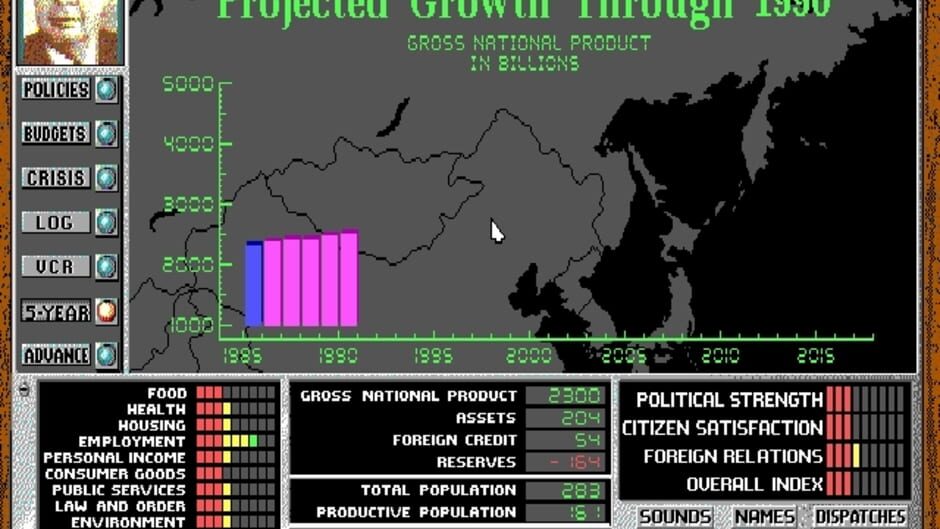 Projected Growth Through 1990
GROSS NATIONAL PRODUCT
IN BILLIONS
5000
4000
3000
2000
1000
1985 1990 1995 2000 2005 2010 2015
POLICIES
BUDGETS
CRISIS
LOG
VCR
5-YEAR
ADVANCE
FOOD
HEALTH
HOUSING
EMPLOYMENT
PERSONAL INCOME
CONSUMER GOODS
PUBLIC SERVICES
LAW AND ORDER
ENVIRONMENT
GROSS NATIONAL PRODUCT 2300
ASSETS 204
FOREIGN CREDIT 54
RESERVES -164
TOTAL POPULATION 283
PRODUCTIVE POPULATION 161
POLITICAL STRENGTH
CITIZEN SATISFACTION
FOREIGN RELATIONS
OVERALL INDEX
SOUNDS NAMES DISPATCHES